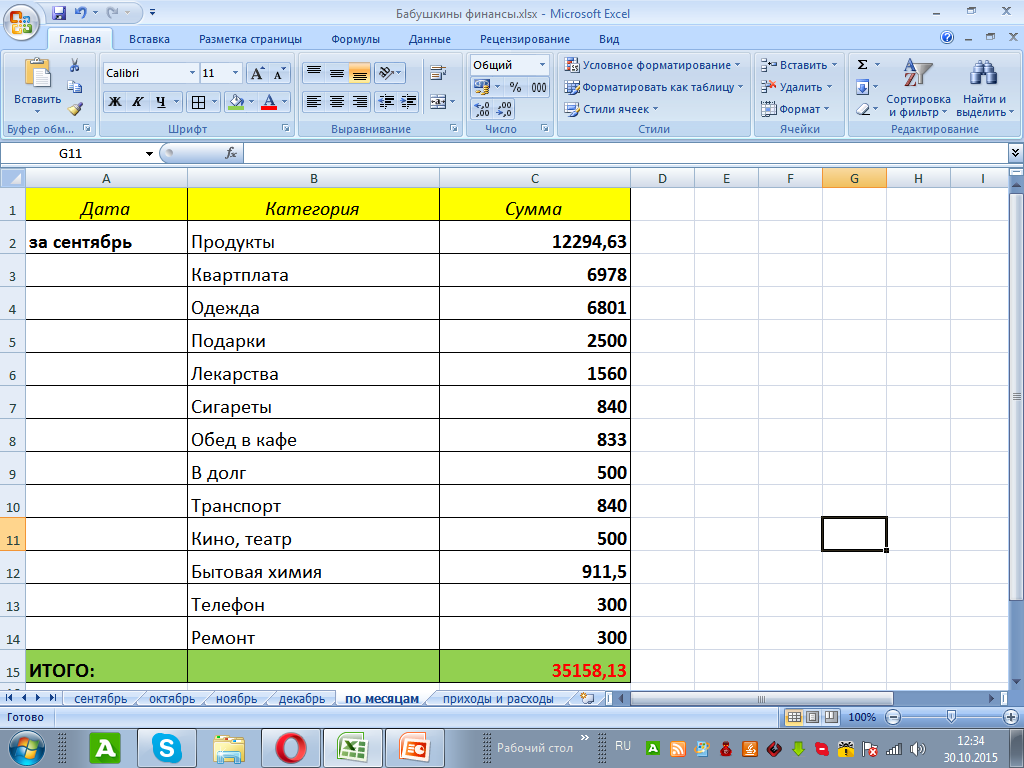 Бабушкины финансы.xlsx - Microsoft Excel
Главная Вставка Разметка страницы Формулы Данные Рецензирование Вид
Calibri 11 Общий Условное форматирование Вставить Σ
Вставить Ж К Ч А % 000 Форматировать как таблицу Удалить Сортировка и фильтр Найти и выделить
Стили ячеек Формат
Буфер обм... Шрифт Выравнивание Число Стили Ячейки Редактирование
G11 fx
A B C D E F G H I
1 Дата Категория Сумма
2 за сентябрь Продукты 12294,63
3 Квартплата 6978
4 Одежда 6801
5 Подарки 2500
6 Лекарства 1560
7 Сигареты 840
8 Обед в кафе 833
9 В долг 500
10 Транспорт 840
11 Кино, театр 500
12 Бытовая химия 911,5
13 Телефон 300
14 Ремонт 300
15 ИТОГО: 35158,13
сентябрь октябрь ноябрь декабрь по месяцам приходы и расходы
Готово 100%
Рабочий стол RU 12:34
30.10.2015